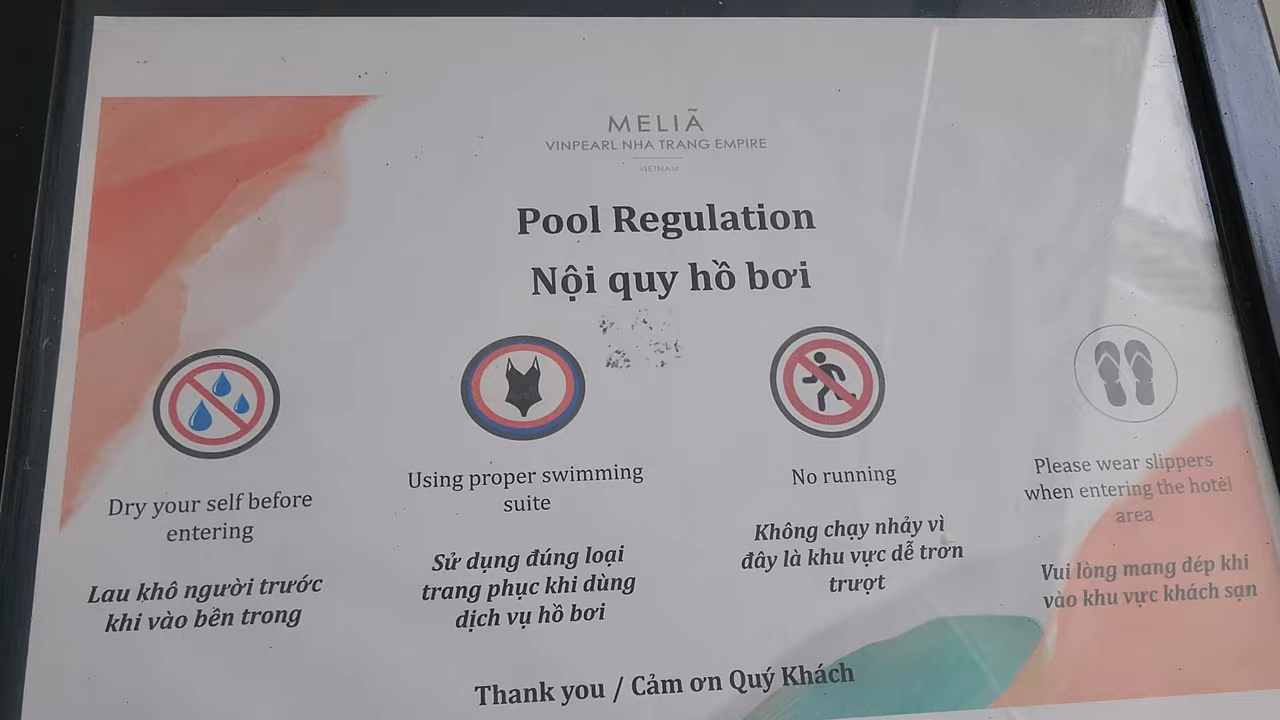 MELIÃ
VINPEARL NHA TRANG EMPIRE
VIETNAM
Pool Regulation
Nội quy hồ bơi
Dry your self before
entering
Lau khô người trước
khi vào bên trong
Using proper swimming
suite
Sử dụng đúng loại
trang phục khi dùng
dịch vụ hồ bơi
No running
Không chạy nhảy vì
đây là khu vực dễ trơn
trượt
Please wear slippers
when entering the hotel
area
Vui lòng mang dép khi
vào khu vực khách sạn
Thank you / Cảm ơn Quý Khách